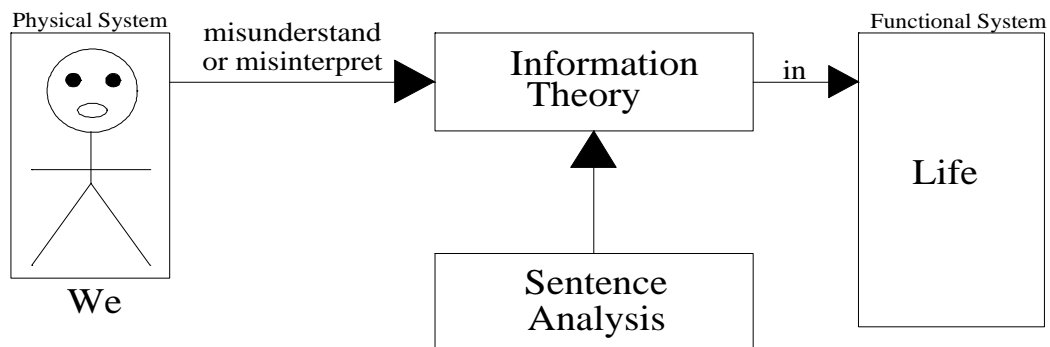 Physical System
Functional System
misunderstand
or misinterpret
Information
Theory
in
Life
We
Sentence
Analysis